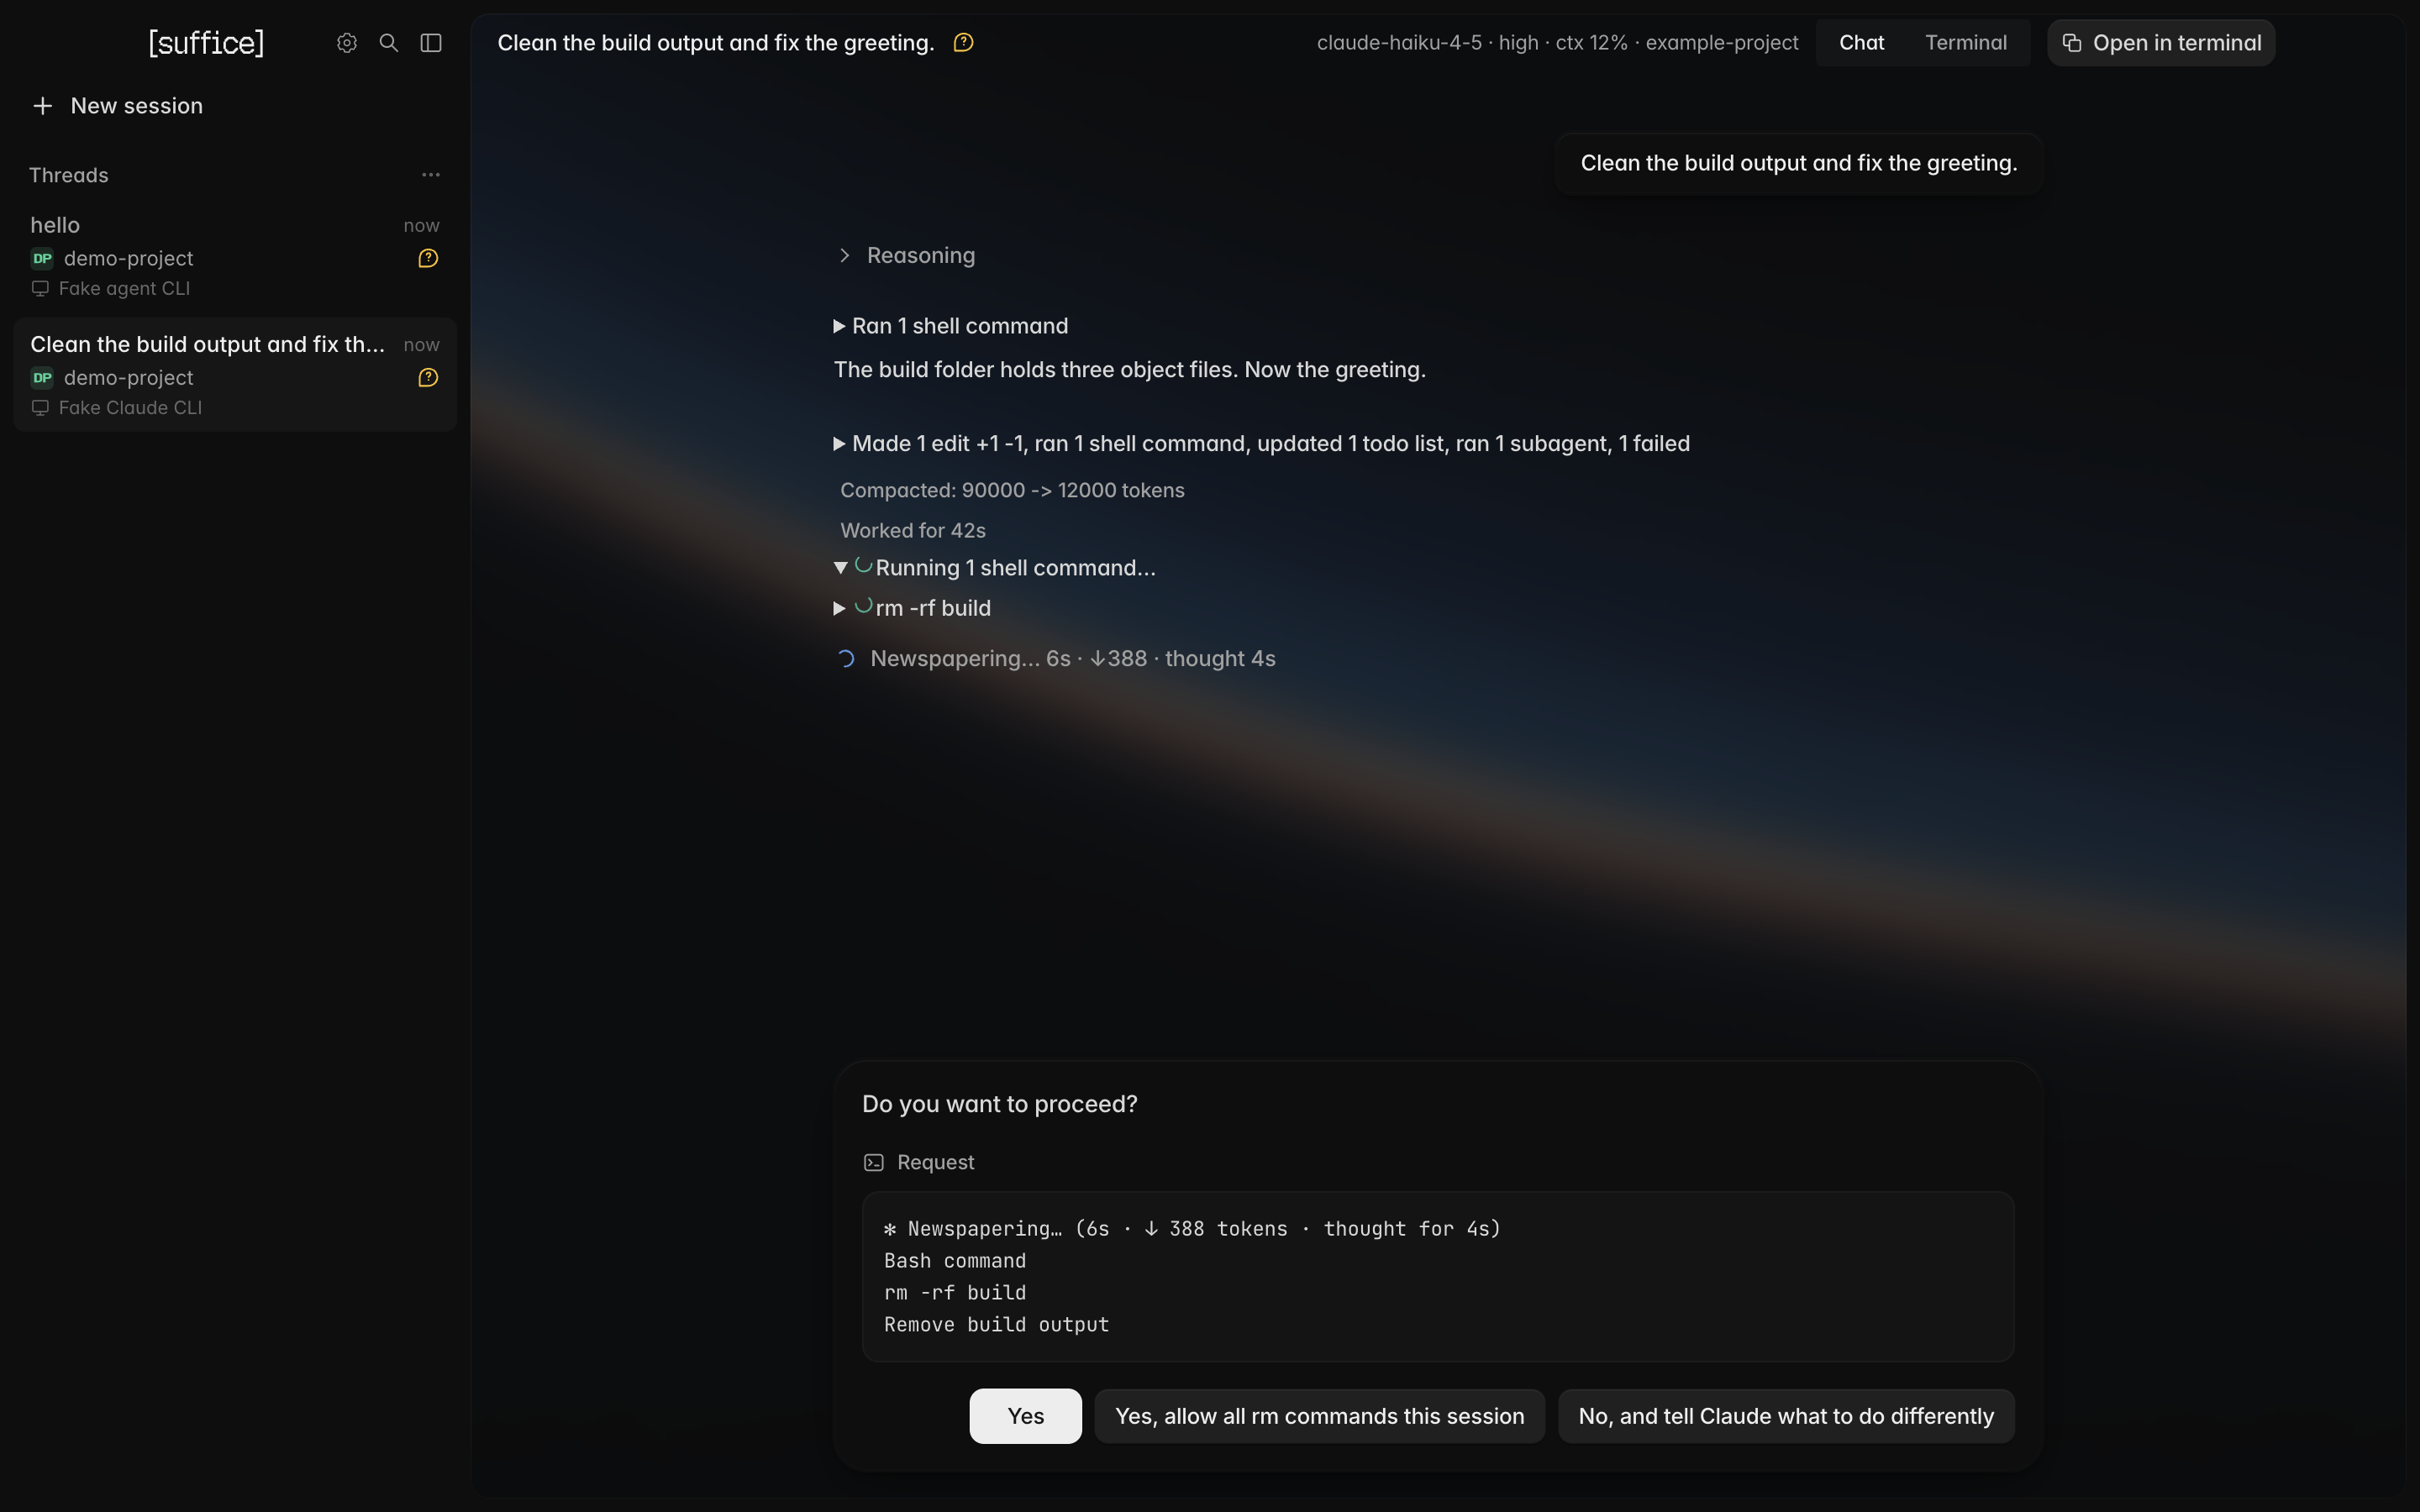 [suffice]
New session
Threads
hello now
DP demo-project
Fake agent CLI
Clean the build output and fix th... now
DP demo-project
Fake Claude CLI
Clean the build output and fix the greeting.
claude-haiku-4-5 · high · ctx 12% · example-project
Chat
Terminal
Open in terminal
Clean the build output and fix the greeting.
Reasoning
Ran 1 shell command
The build folder holds three object files. Now the greeting.
Made 1 edit +1 -1, ran 1 shell command, updated 1 todo list, ran 1 subagent, 1 failed
Compacted: 90000 -> 12000 tokens
Worked for 42s
Running 1 shell command...
rm -rf build
Newspapering... 6s · ↓388 · thought 4s
Do you want to proceed?
Request
✻ Newspapering… (6s · ↓ 388 tokens · thought for 4s)
Bash command
rm -rf build
Remove build output
Yes
Yes, allow all rm commands this session
No, and tell Claude what to do differently